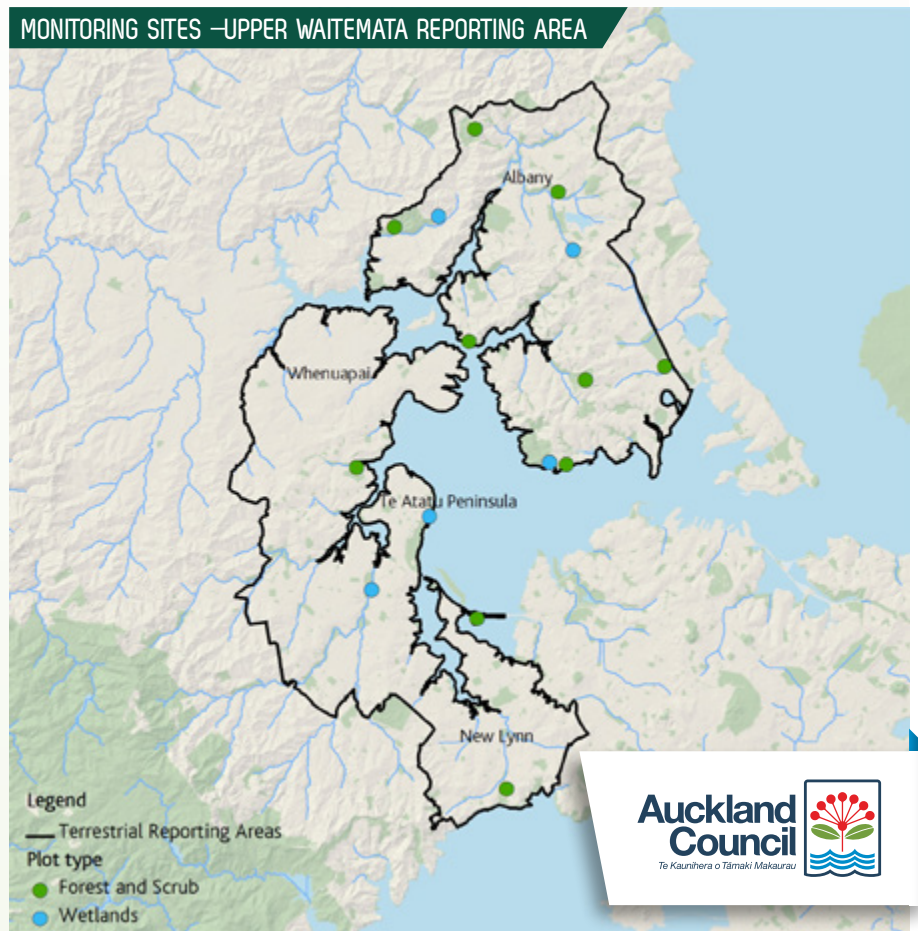 MONITORING SITES –UPPER WAITEMATA REPORTING AREA
Albany
Whenuapai
Te Atatu Peninsula
New Lynn
Legend
Terrestrial Reporting Areas
Plot type
Forest and Scrub
Wetlands
Auckland
Council
Te Kaunihera o Tāmaki Makaurau